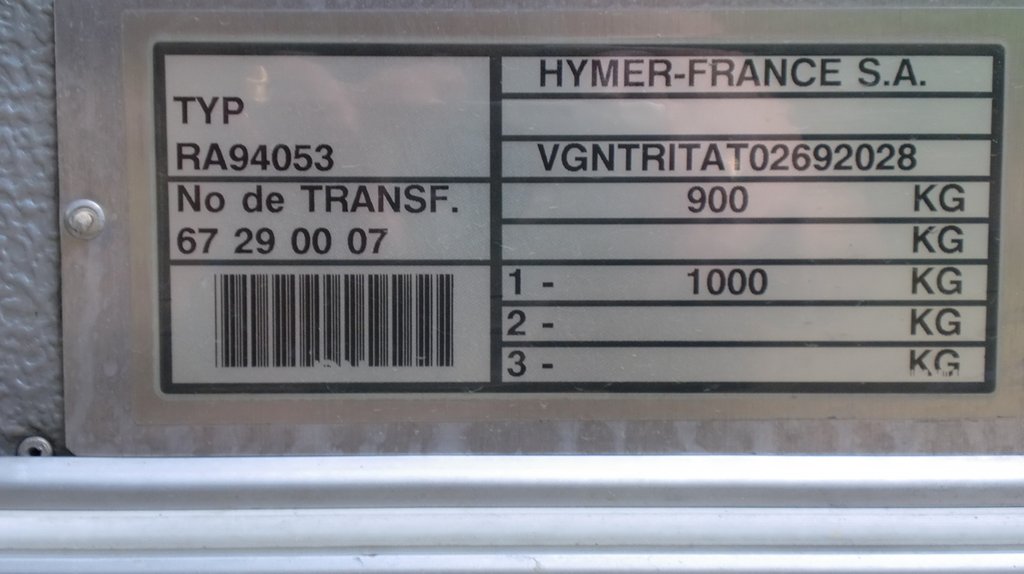 TYP
RA94053
No de TRANSF.
67 29 00 07
HYMER-FRANCE S.A.
VGNTRITAT02692028
900 KG
KG
1 - 1000 KG
2 - KG
3 - KG